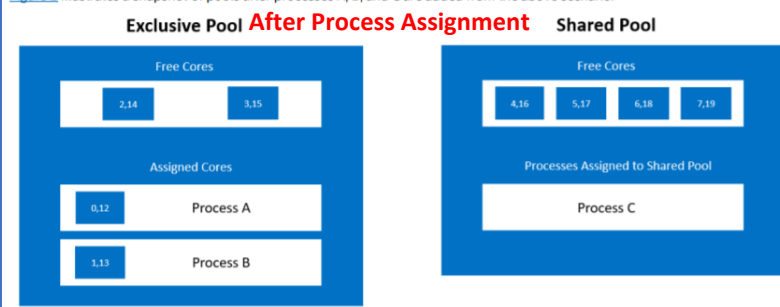 Exclusive Pool After Process Assignment Shared Pool
Free Cores
2,14 3,15
Assigned Cores
0,12 Process A
1,13 Process B
Free Cores
4,16 5,17 6,18 7,19
Processes Assigned to Shared Pool
Process C